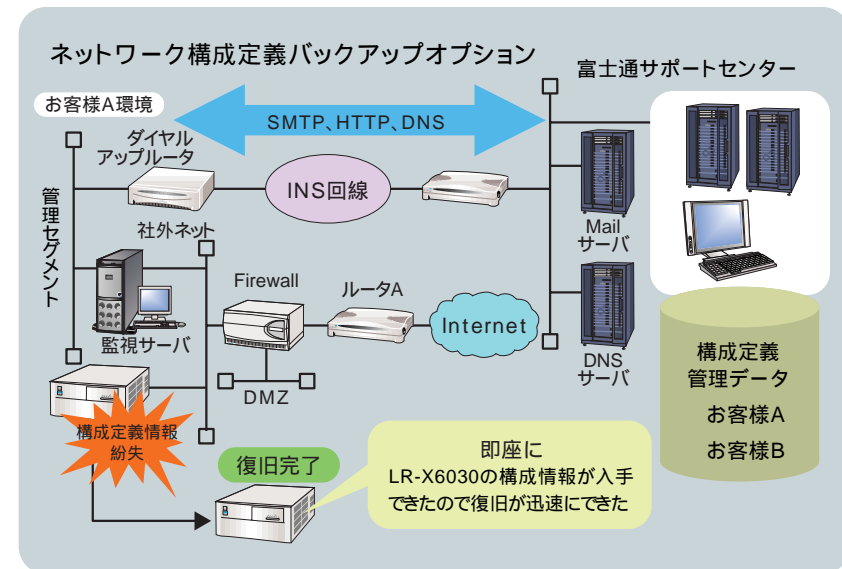 ネットワーク構成定義バックアップオプション
富士通サポートセンター
お客様A環境
SMTP、HTTP、DNS
ダイヤル
アップルータ
INS回線
管理セグメント
社外ネット
Mail
サーバ
Firewall
ルータA
Internet
監視サーバ
DMZ
DNS
サーバ
構成定義
管理データ
お客様A
お客様B
構成定義情報
紛失
復旧完了
即座に
LR-X6030の構成情報が入手
できたので復旧が迅速にできた